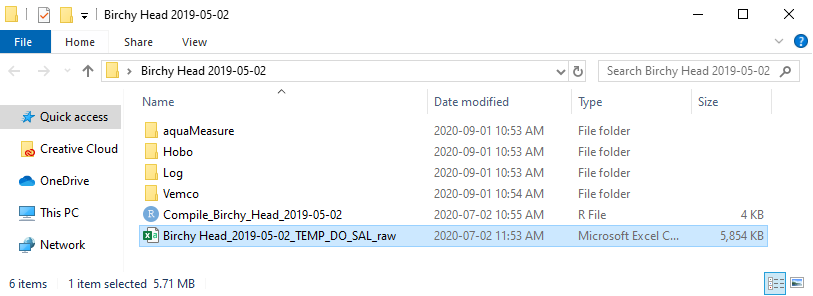 Birchy Head 2019-05-02
File Home Share View
Birchy Head 2019-05-02 Search Birchy Head 2019-05-02
Quick access
Creative Cloud
OneDrive
This PC
Network
Name Date modified Type Size
aquaMeasure 2020-09-01 10:53 AM File folder
Hobo 2020-09-01 10:53 AM File folder
Log 2020-09-01 10:53 AM File folder
Vemco 2020-09-01 10:54 AM File folder
Compile_Birchy_Head_2019-05-02 2020-07-02 10:55 AM R File 4 KB
Birchy Head_2019-05-02_TEMP_DO_SAL_raw 2020-07-02 11:53 AM Microsoft Excel C... 5,854 KB
6 items 1 item selected 5.71 MB